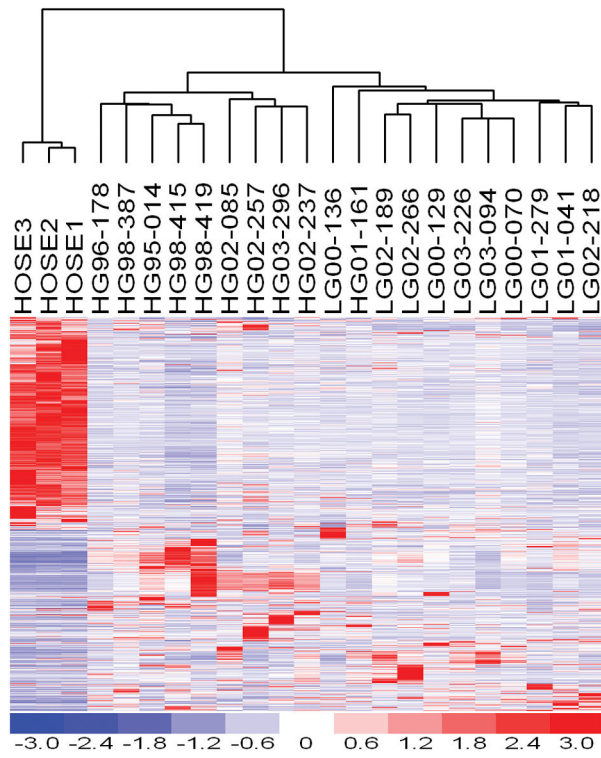 HOSE3
HOSE2
HOSE1
HG96-178
HG98-387
HG95-014
HG98-415
HG98-419
HG02-085
HG02-257
HG03-296
HG02-237
LG00-136
HG01-161
LG02-189
LG02-266
LG00-129
LG03-226
LG03-094
LG00-070
LG01-279
LG01-041
LG02-218
-3.0 -2.4 -1.8 -1.2 -0.6 0 0.6 1.2 1.8 2.4 3.0